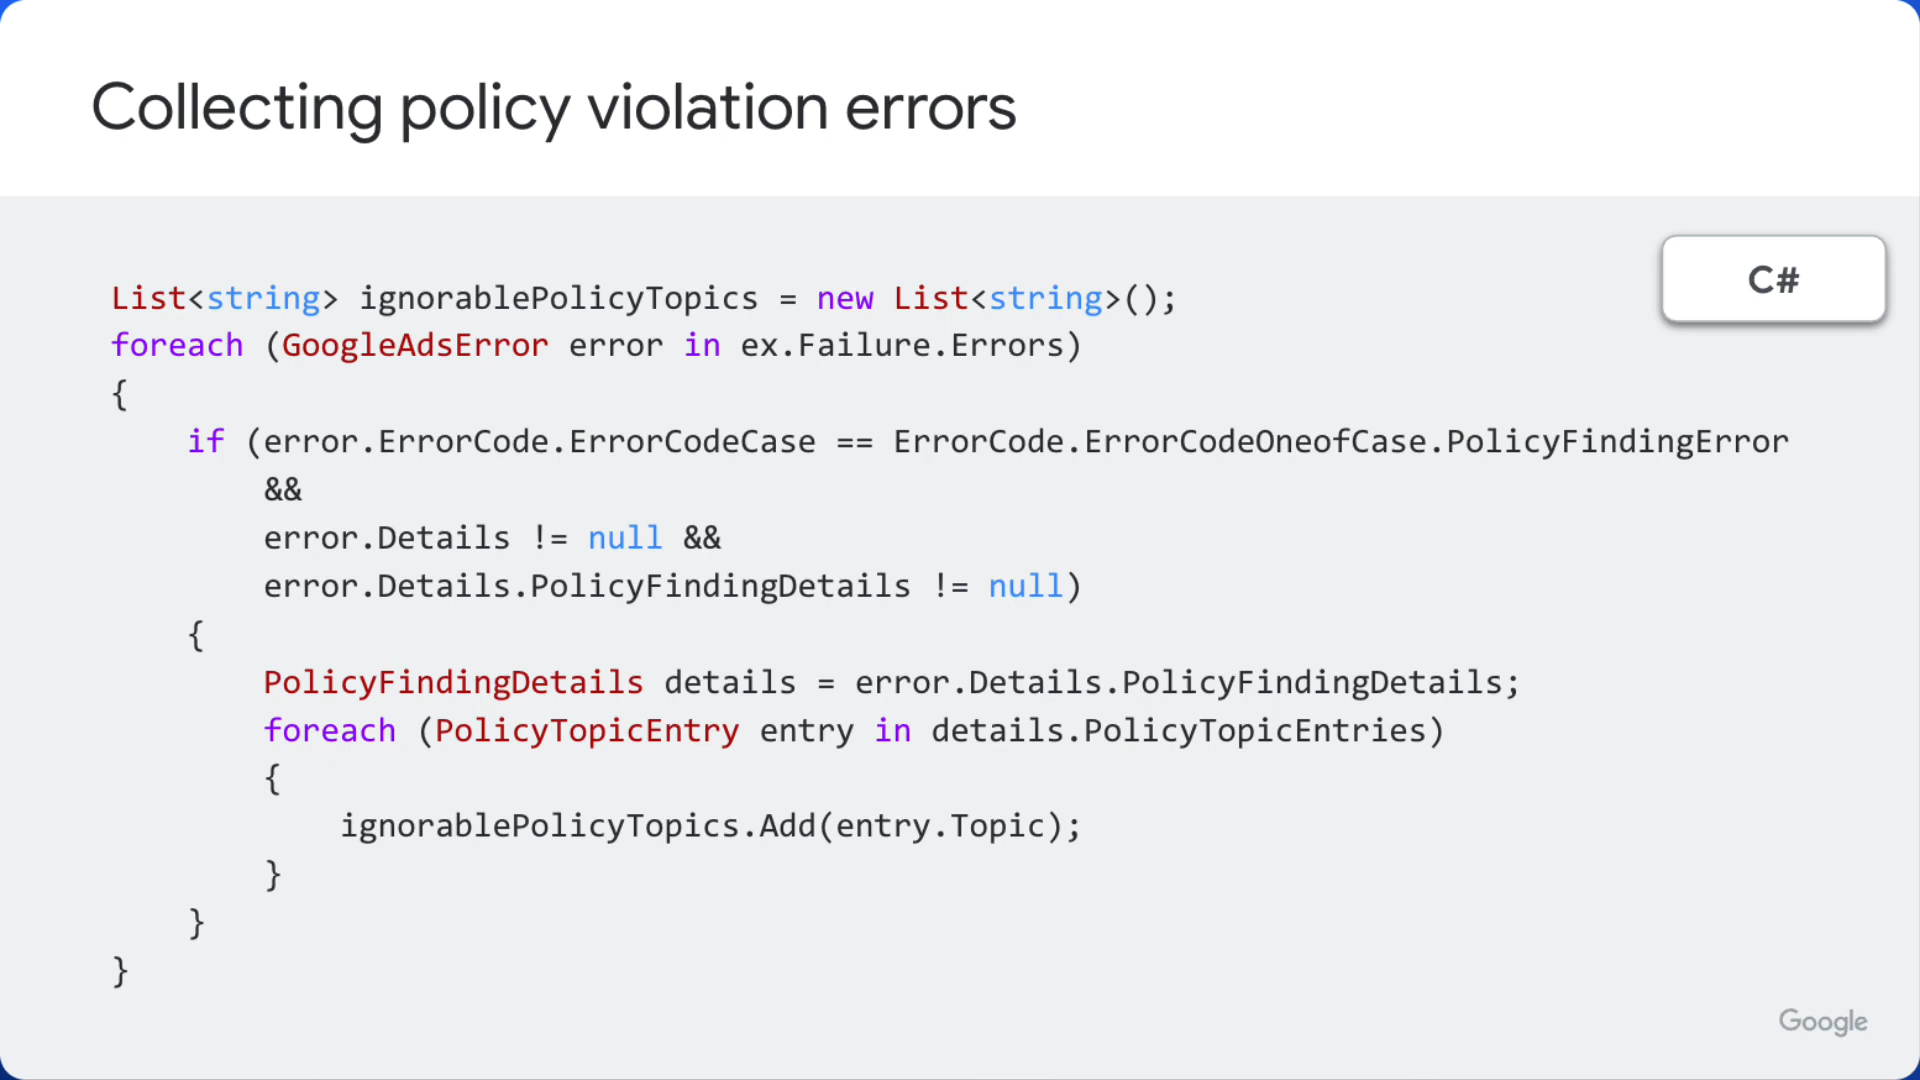 Collecting policy violation errors
C#
List<string> ignorablePolicyTopics = new List<string>();
foreach (GoogleAdsError error in ex.Failure.Errors)
{
    if (error.ErrorCode.ErrorCodeCase == ErrorCode.ErrorCodeOneofCase.PolicyFindingError
        &&
        error.Details != null &&
        error.Details.PolicyFindingDetails != null)
    {
        PolicyFindingDetails details = error.Details.PolicyFindingDetails;
        foreach (PolicyTopicEntry entry in details.PolicyTopicEntries)
        {
            ignorablePolicyTopics.Add(entry.Topic);
        }
    }
}
Google